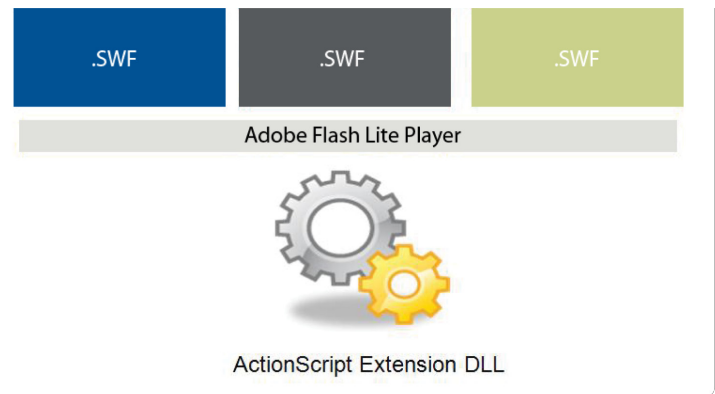 .SWF .SWF .SWF
Adobe Flash Lite Player
ActionScript Extension DLL